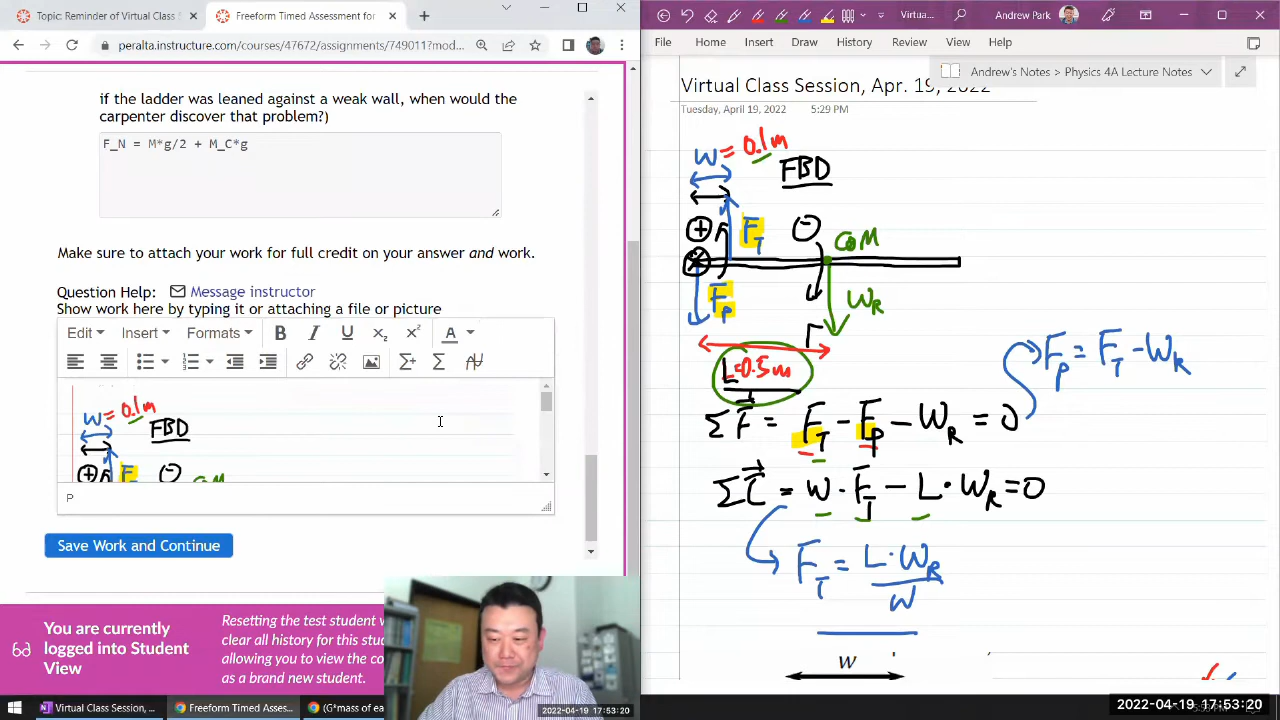 Topic: Reminder of Virtual Class S
Freeform Timed Assessment for
peraltainstructure.com/courses/47672/assignments/749011?mod...
if the ladder was leaned against a weak wall, when would the
carpenter discover that problem?)
F_N = M*g/2 + M_C*g
Make sure to attach your work for full credit on your answer and work.
Question Help: Message instructor
Show work here by typing it or attaching a file or picture
Edit Insert Formats B I U x₂ x² A
W = 0.1m
FBD
P
Save Work and Continue
You are currently
logged into Student
View
Resetting the test student w
clear all history for this stu
allowing you to view the co
as a brand new student.
2022-04-19 17:53:20
Virtual Class Session, ...
Freeform Timed Asses...
(G*mass of ea
Virtua...
Andrew Park
File Home Insert Draw History Review View Help
Andrew's Notes > Physics 4A Lecture Notes
Virtual Class Session, Apr. 19, 2022
Tuesday, April 19, 2022 5:29 PM
W = 0.1m
FBD
+ F_T − COM
F_P W_R
L=0.5m
F_P = F_T - W_R
ΣF = F_T - F_P - W_R = 0
Στ = W · F_T - L · W_R = 0
F_T = L · W_R / W
w
2022-04-19 17:53:20